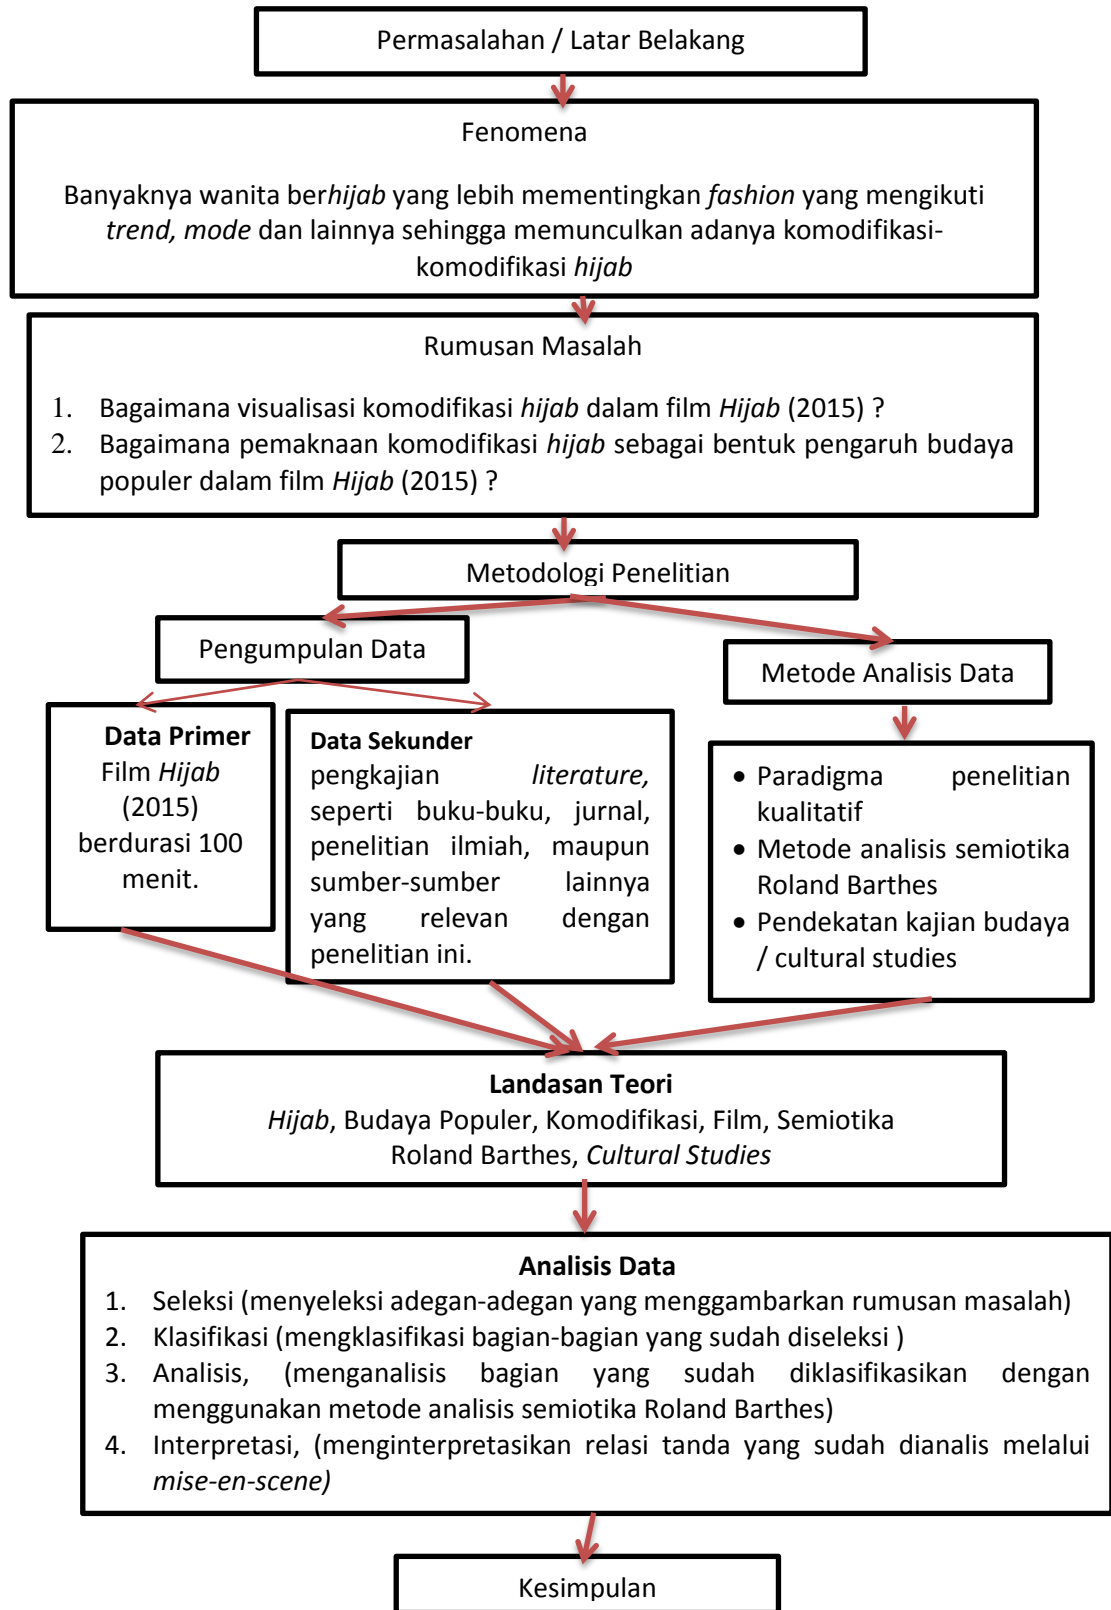 Permasalahan / Latar Belakang
Fenomena
Banyaknya wanita berhijab yang lebih mementingkan fashion yang mengikuti
trend, mode dan lainnya sehingga memunculkan adanya komodifikasi-
komodifikasi hijab
Rumusan Masalah
1. Bagaimana visualisasi komodifikasi hijab dalam film Hijab (2015) ?
2. Bagaimana pemaknaan komodifikasi hijab sebagai bentuk pengaruh budaya
populer dalam film Hijab (2015) ?
Metodologi Penelitian
Pengumpulan Data
Metode Analisis Data
Data Primer
Film Hijab
(2015)
berdurasi 100
menit.
Data Sekunder
pengkajian literature,
seperti buku-buku, jurnal,
penelitian ilmiah, maupun
sumber-sumber lainnya
yang relevan dengan
penelitian ini.
• Paradigma penelitian
kualitatif
• Metode analisis semiotika
Roland Barthes
• Pendekatan kajian budaya
/ cultural studies
Landasan Teori
Hijab, Budaya Populer, Komodifikasi, Film, Semiotika
Roland Barthes, Cultural Studies
Analisis Data
1. Seleksi (menyeleksi adegan-adegan yang menggambarkan rumusan masalah)
2. Klasifikasi (mengklasifikasi bagian-bagian yang sudah diseleksi )
3. Analisis, (menganalisis bagian yang sudah diklasifikasikan dengan
menggunakan metode analisis semiotika Roland Barthes)
4. Interpretasi, (menginterpretasikan relasi tanda yang sudah dianalis melalui
mise-en-scene)
Kesimpulan